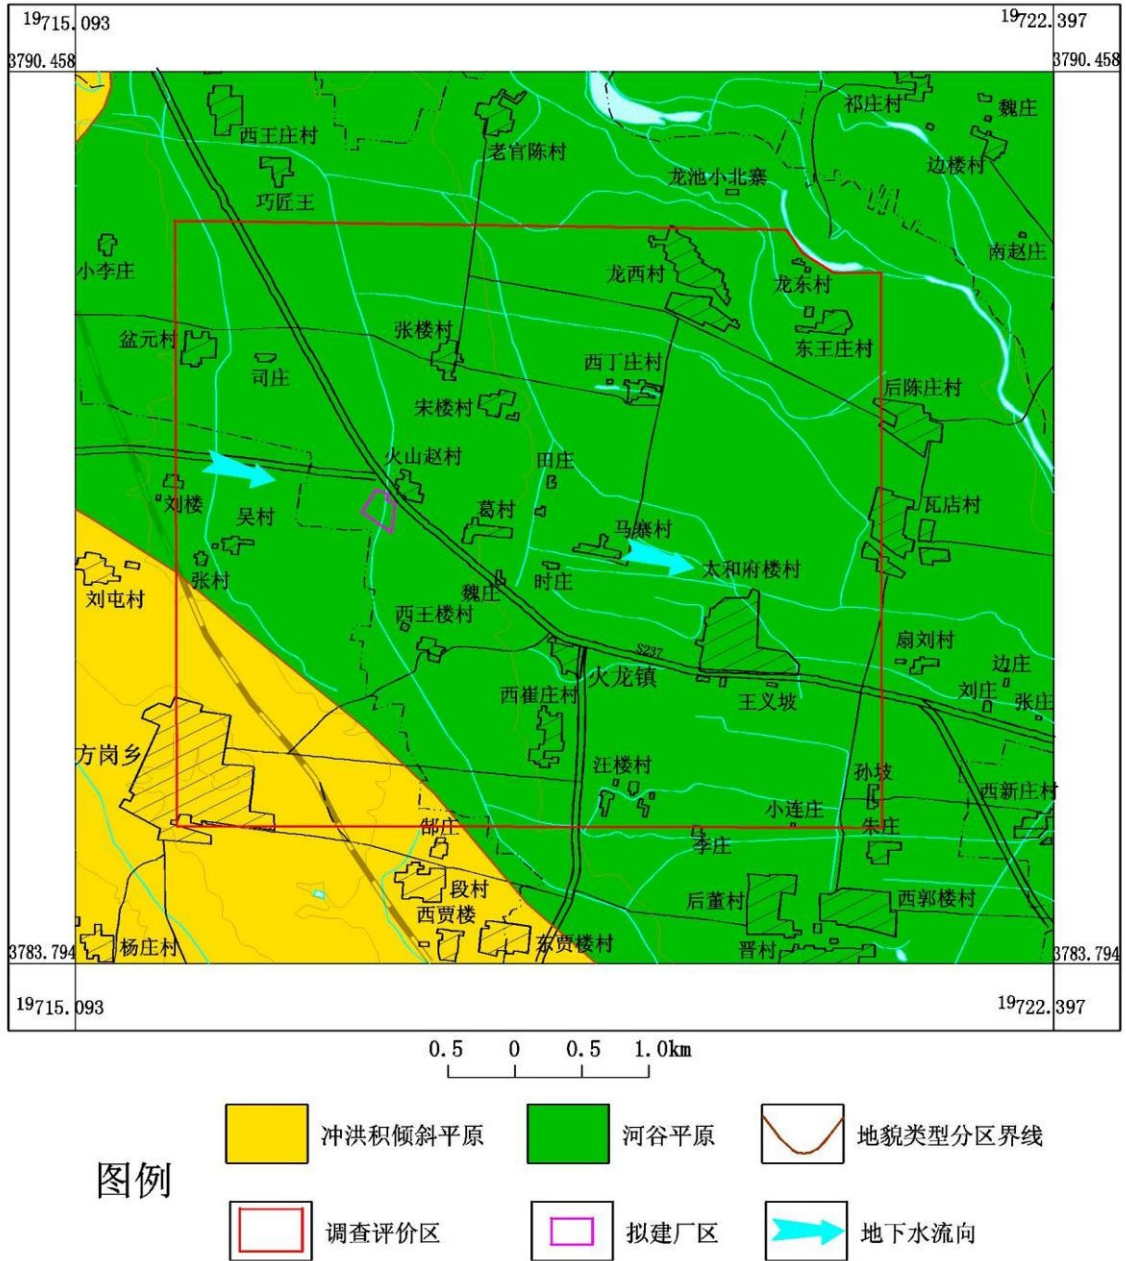 19715.093
19722.397
3790.458
3790.458
祁庄村
魏庄
西王庄村
老官陈村
边楼村
龙池小北寨
巧匠王
南赵庄
小李庄
龙西村
龙东村
盆元村
张楼村
东王庄村
司庄
西丁庄村
后陈庄村
宋楼村
火山赵村
田庄
刘楼
吴村
葛村
瓦店村
马寨村
太和府楼村
张村
时庄
刘屯村
魏庄
西王楼村
扇刘村
S237
边庄
火龙镇
西崔庄村
王义坡
刘庄
张庄
方岗乡
汪楼村
孙坡
西新庄村
小连庄
郜庄
李庄
朱庄
段村
后董村
西郭楼村
西贾楼
杨庄村
东贾楼村
晋村
3783.794
3783.794
19715.093
19722.397
0.5 0 0.5 1.0km
图例
冲洪积倾斜平原
河谷平原
地貌类型分区界线
调查评价区
拟建厂区
地下水流向